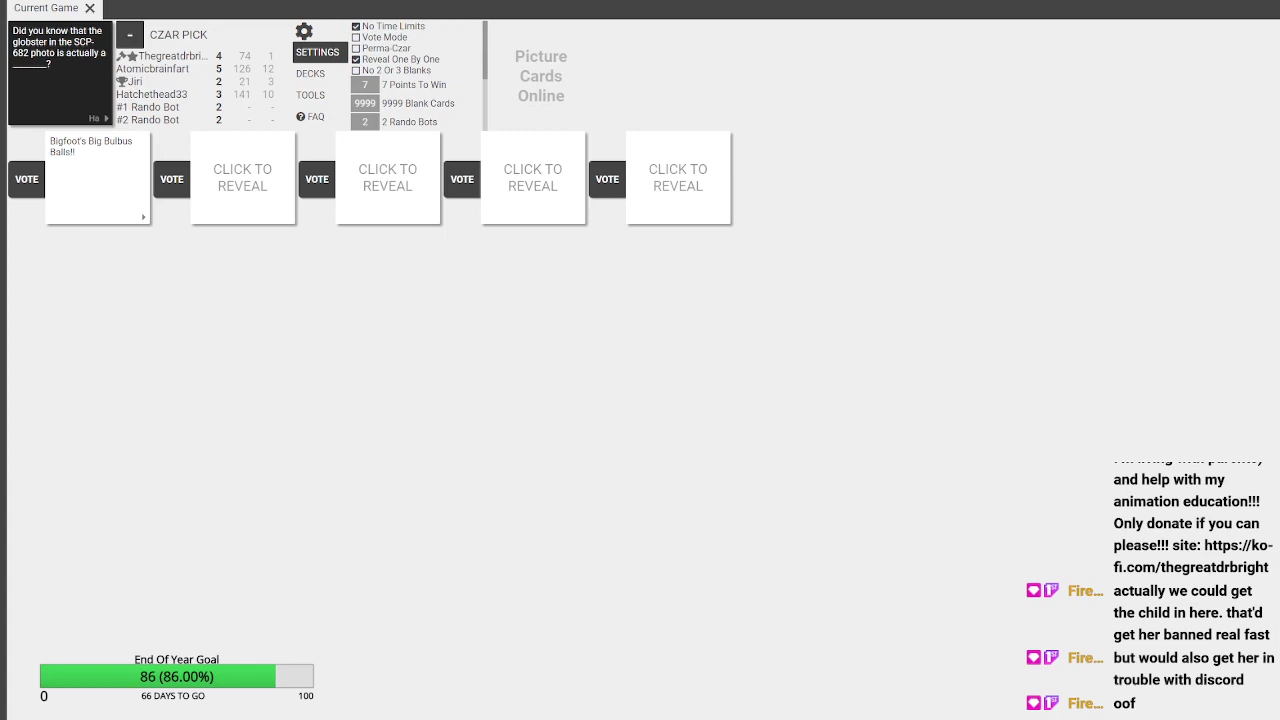 Current Game
Did you know that the
globster in the SCP-
682 photo is actually a
______?
Ha
-
CZAR PICK
Thegreatdrbri... 4 74 1
Atomicbrainfart 5 126 12
Jiri 2 21 3
Hatchethead33 3 141 10
#1 Rando Bot 2 - -
#2 Rando Bot 2 - -
SETTINGS
DECKS
TOOLS
FAQ
No Time Limits
Vote Mode
Perma-Czar
Reveal One By One
No 2 Or 3 Blanks
7 7 Points To Win
9999 9999 Blank Cards
2 2 Rando Bots
Picture
Cards
Online
VOTE
Bigfoot's Big Bulbus
Balls!!
VOTE
CLICK TO
REVEAL
VOTE
CLICK TO
REVEAL
VOTE
CLICK TO
REVEAL
VOTE
CLICK TO
REVEAL
and help with my
animation education!!!
Only donate if you can
please!!! site: https://ko-
fi.com/thegreatdrbright
Fire... actually we could get
the child in here. that'd
get her banned real fast
Fire... but would also get her in
trouble with discord
Fire... oof
End Of Year Goal
86 (86.00%)
0 66 DAYS TO GO 100